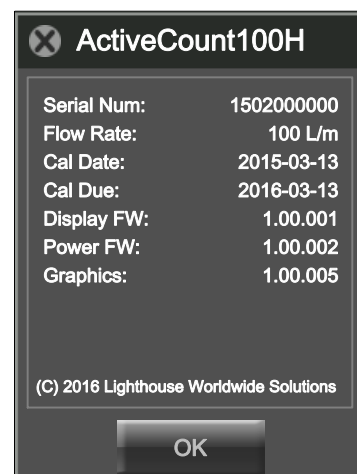 ActiveCount100H
Serial Num: 1502000000
Flow Rate: 100 L/m
Cal Date: 2015-03-13
Cal Due: 2016-03-13
Display FW: 1.00.001
Power FW: 1.00.002
Graphics: 1.00.005
(C) 2016 Lighthouse Worldwide Solutions
OK